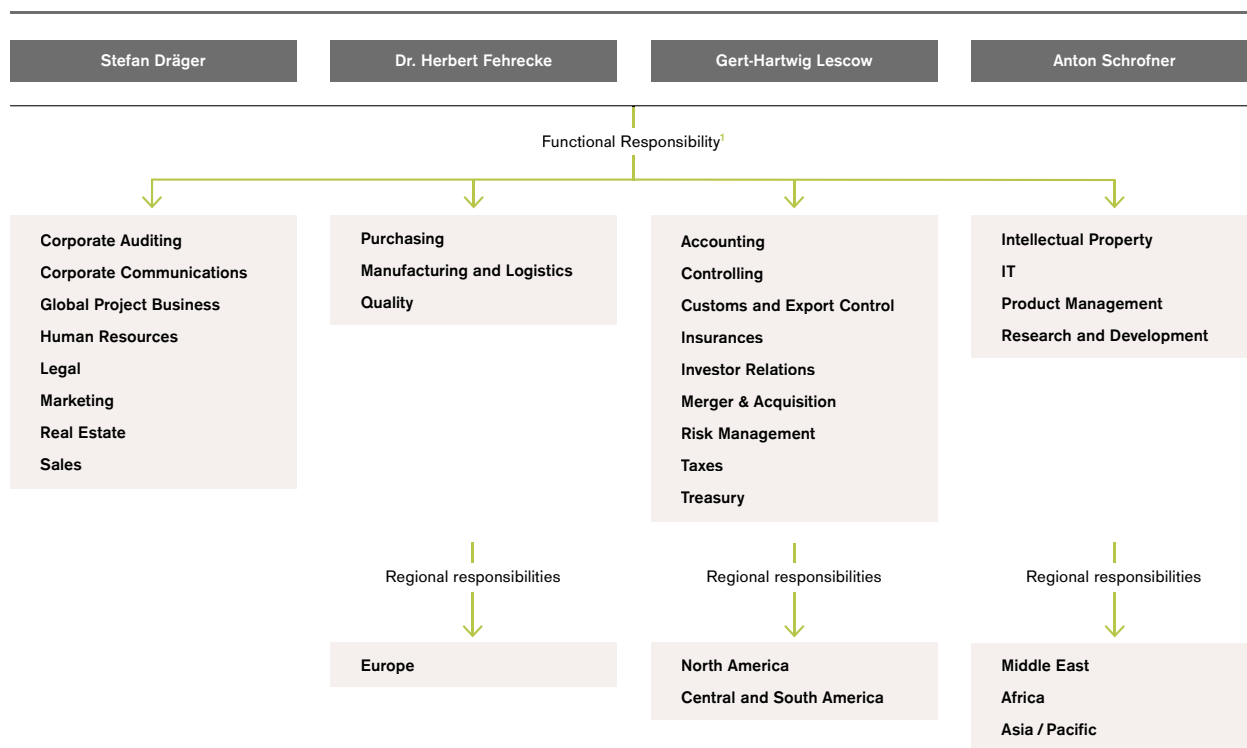 Stefan Dräger
Dr. Herbert Fehrecke
Gert-Hartwig Lescow
Anton Schrofner
Functional Responsibility¹
Corporate Auditing
Corporate Communications
Global Project Business
Human Resources
Legal
Marketing
Real Estate
Sales
Purchasing
Manufacturing and Logistics
Quality
Accounting
Controlling
Customs and Export Control
Insurances
Investor Relations
Merger & Acquisition
Risk Management
Taxes
Treasury
Intellectual Property
IT
Product Management
Research and Development
Regional responsibilities
Regional responsibilities
Regional responsibilities
Europe
North America
Central and South America
Middle East
Africa
Asia / Pacific